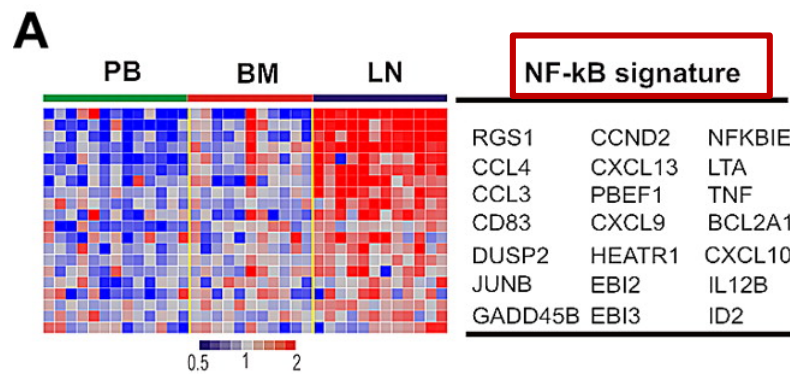 A
PB BM LN
NF-kB signature
RGS1 CCND2 NFKBIE
CCL4 CXCL13 LTA
CCL3 PBEF1 TNF
CD83 CXCL9 BCL2A1
DUSP2 HEATR1 CXCL10
JUNB EBI2 IL12B
GADD45B EBI3 ID2
0.5 1 2